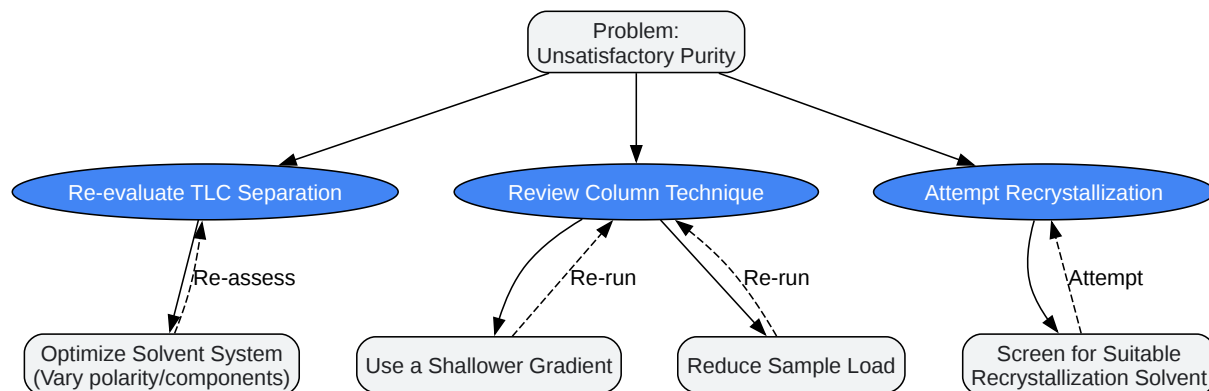 Problem:
Unsatisfactory Purity
Re-evaluate TLC Separation
Review Column Technique
Attempt Recrystallization
Re-assess
Re-run
Re-run
Attempt
Optimize Solvent System
(Vary polarity/components)
Use a Shallower Gradient
Reduce Sample Load
Screen for Suitable
Recrystallization Solvent